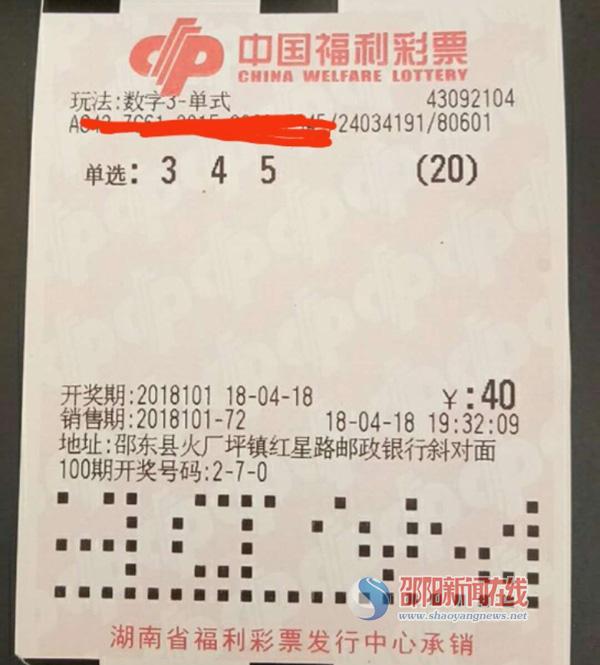 中国福利彩票
CHINA WELFARE LOTTERY
玩法:数字3-单式 43092104
/24034191/80601
单选: 3 4 5 (20)
开奖期:2018101 18-04-18 ¥:40
销售期:2018101-72 18-04-18 19:32:09
地址:邵东县火厂坪镇红星路邮政银行斜对面
100期开奖号码:2-7-0
邵阳新闻在线
www.shaoyangnews.net
湖南省福利彩票发行中心承销